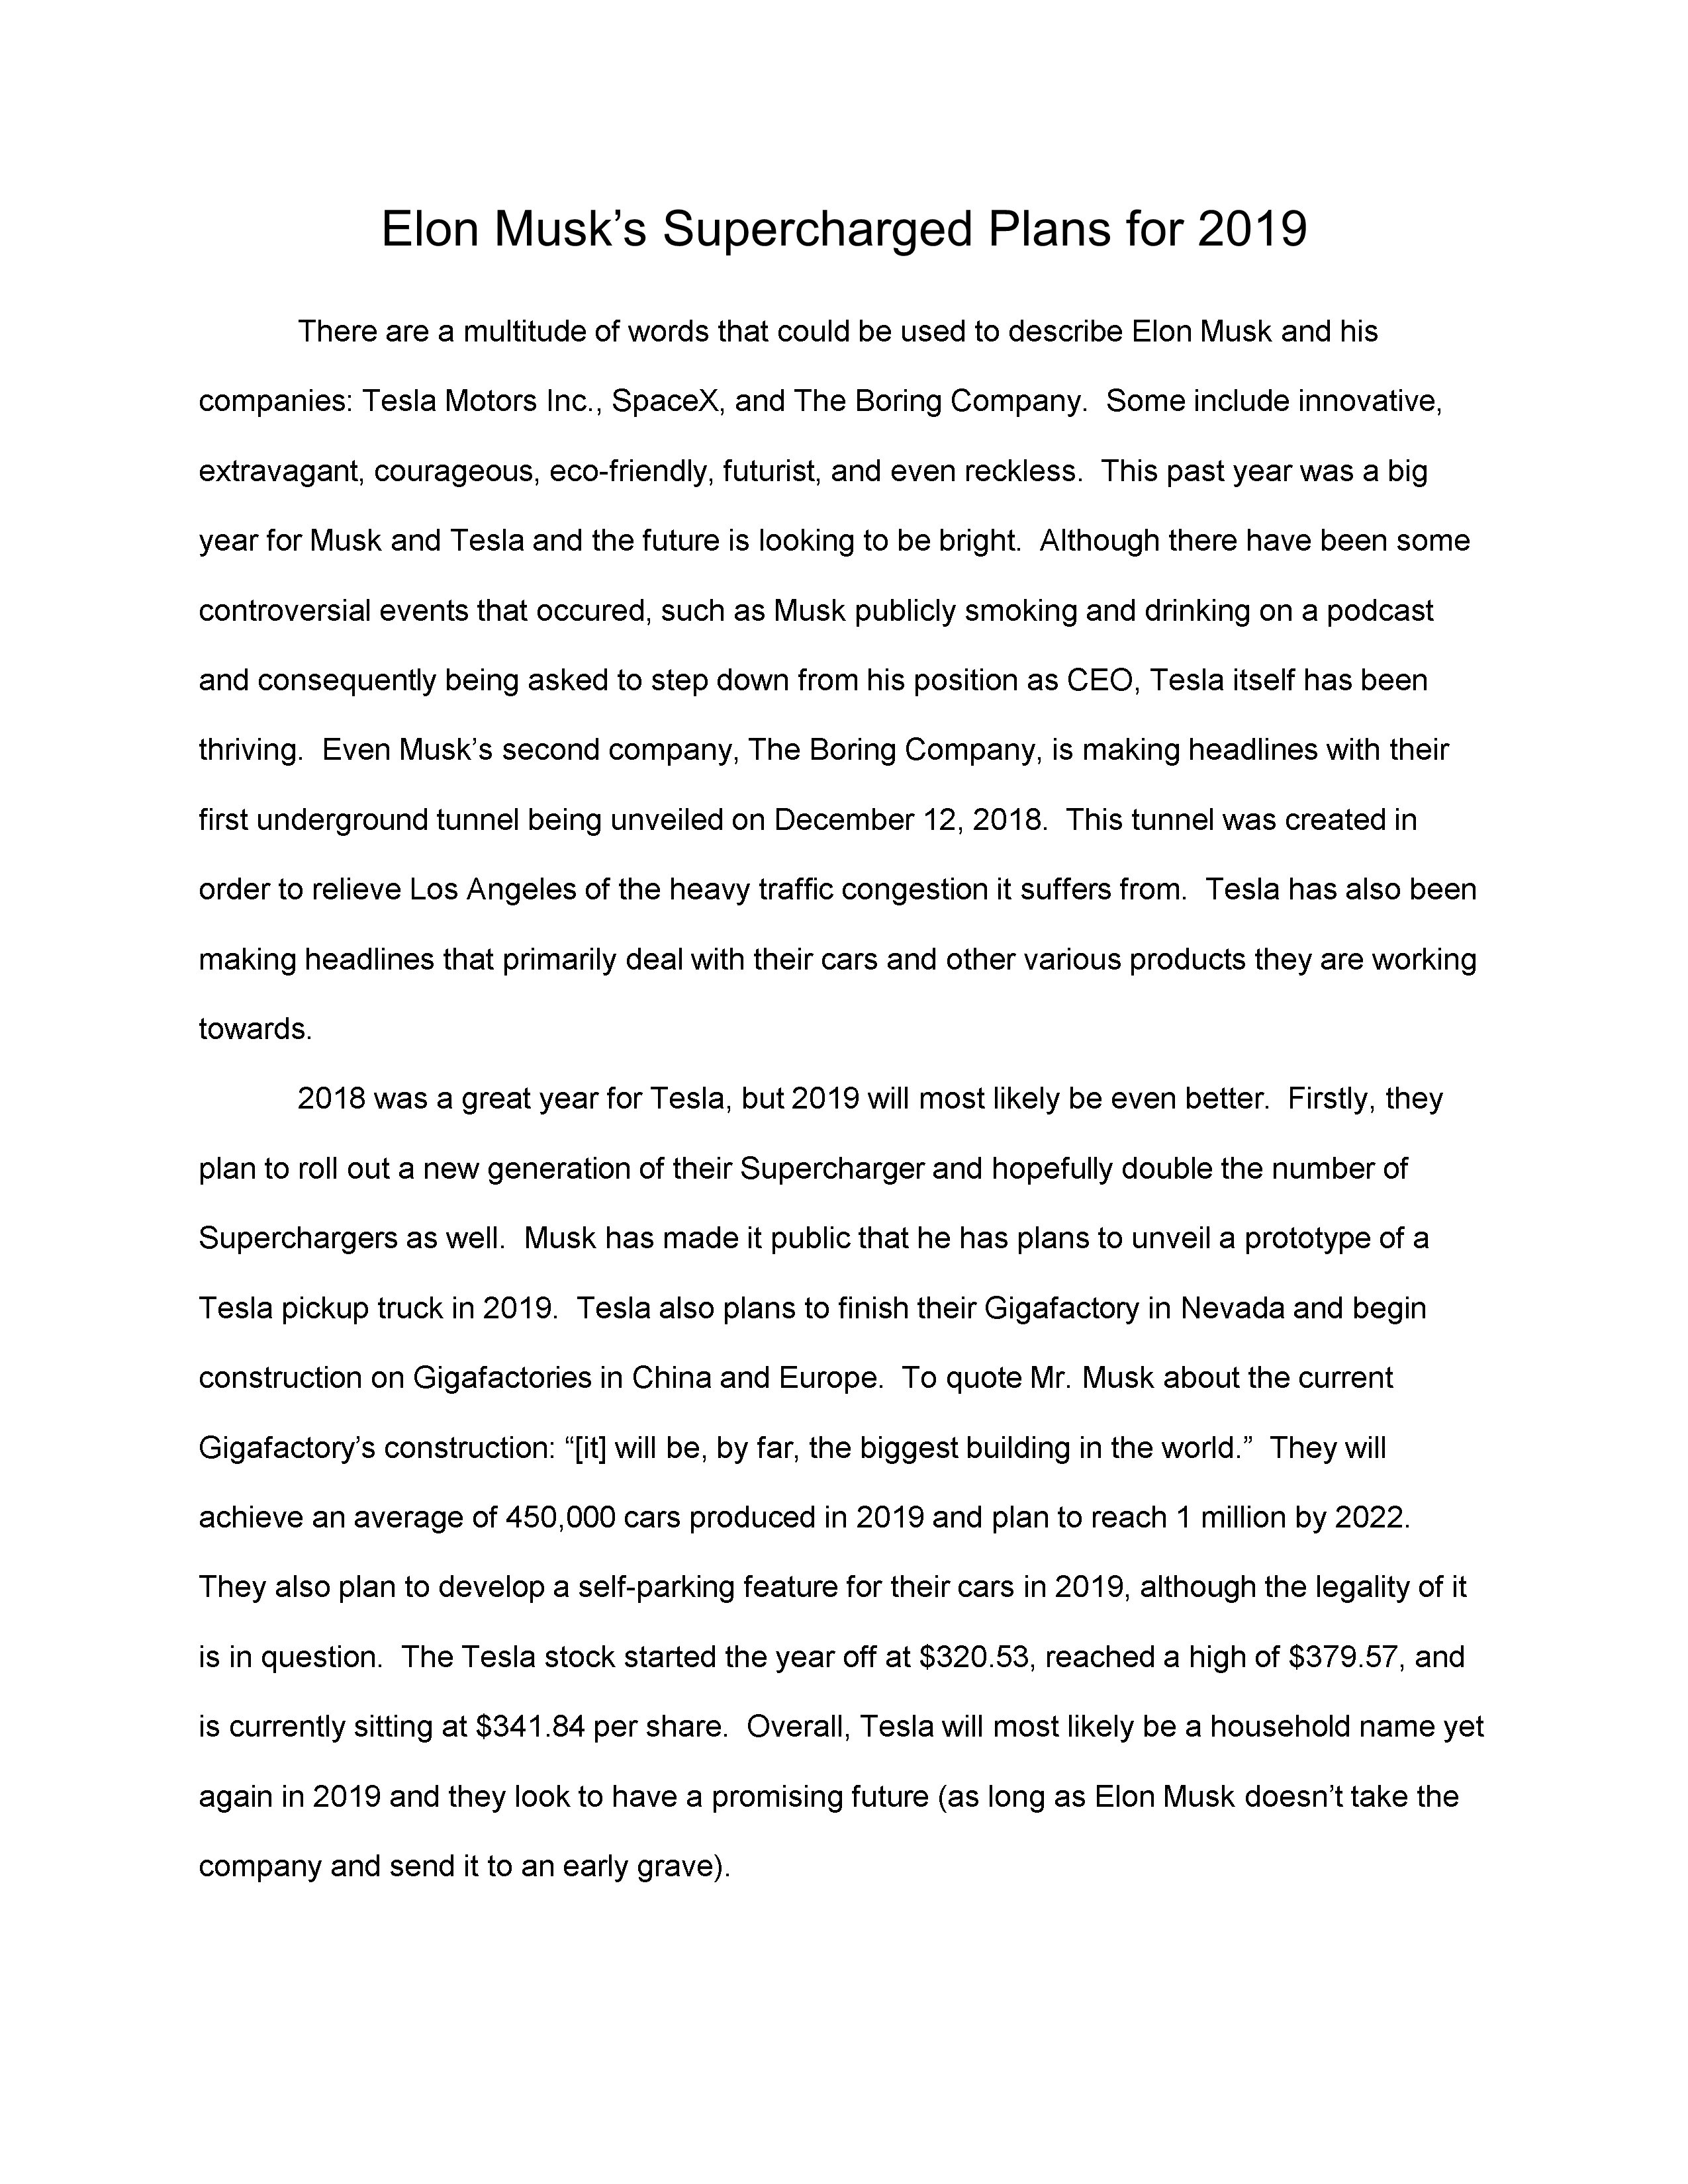 Elon Musk’s Supercharged Plans for 2019
There are a multitude of words that could be used to describe Elon Musk and his
companies: Tesla Motors Inc., SpaceX, and The Boring Company.  Some include innovative,
extravagant, courageous, eco-friendly, futurist, and even reckless.  This past year was a big
year for Musk and Tesla and the future is looking to be bright.  Although there have been some
controversial events that occured, such as Musk publicly smoking and drinking on a podcast
and consequently being asked to step down from his position as CEO, Tesla itself has been
thriving.  Even Musk’s second company, The Boring Company, is making headlines with their
first underground tunnel being unveiled on December 12, 2018.  This tunnel was created in
order to relieve Los Angeles of the heavy traffic congestion it suffers from.  Tesla has also been
making headlines that primarily deal with their cars and other various products they are working
towards.
2018 was a great year for Tesla, but 2019 will most likely be even better.  Firstly, they
plan to roll out a new generation of their Supercharger and hopefully double the number of
Superchargers as well.  Musk has made it public that he has plans to unveil a prototype of a
Tesla pickup truck in 2019.  Tesla also plans to finish their Gigafactory in Nevada and begin
construction on Gigafactories in China and Europe.  To quote Mr. Musk about the current
Gigafactory’s construction: “[it] will be, by far, the biggest building in the world.”  They will
achieve an average of 450,000 cars produced in 2019 and plan to reach 1 million by 2022.
They also plan to develop a self-parking feature for their cars in 2019, although the legality of it
is in question.  The Tesla stock started the year off at $320.53, reached a high of $379.57, and
is currently sitting at $341.84 per share.  Overall, Tesla will most likely be a household name yet
again in 2019 and they look to have a promising future (as long as Elon Musk doesn’t take the
company and send it to an early grave).